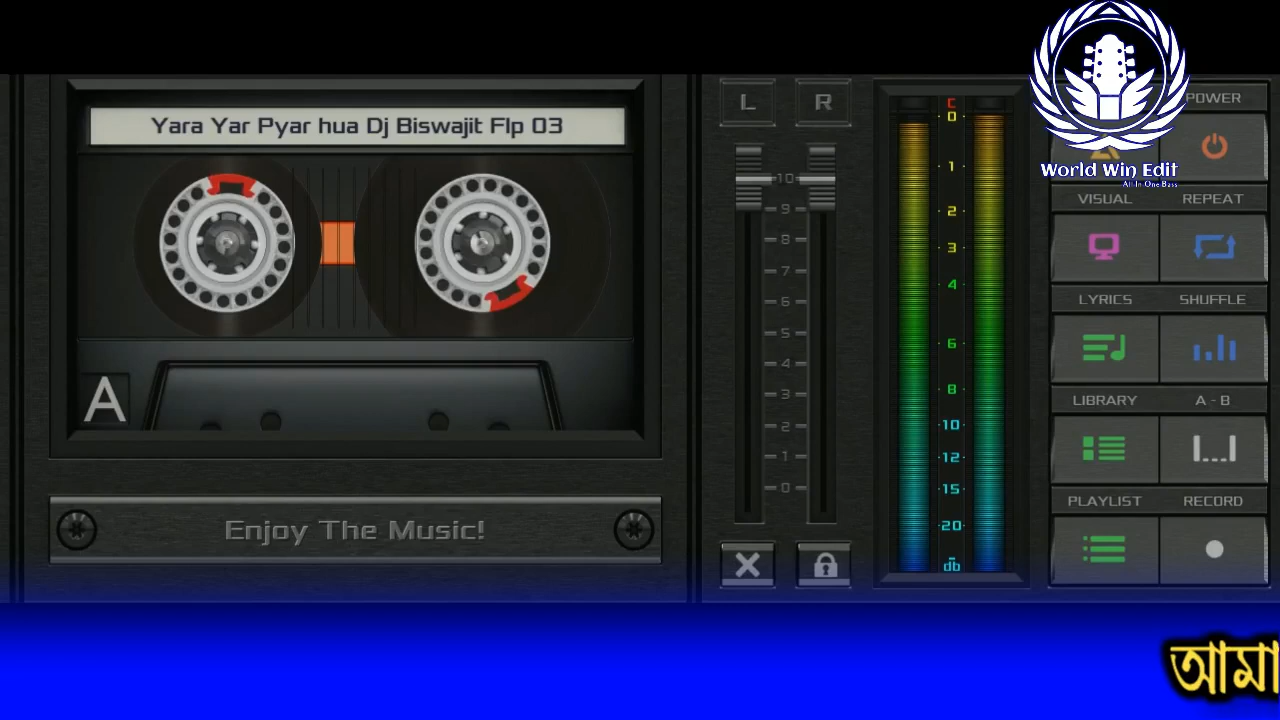 Yara Yar Pyar hua Dj Biswajit Flp 03
A
Enjoy The Music!
L R
10
9
8
7
6
5
4
3
2
1
0
C
0
1
2
3
4
6
8
10
12
15
20
db
World Win Edit
All In One Bass
POWER
VISUAL REPEAT
LYRICS SHUFFLE
LIBRARY A - B
PLAYLIST RECORD
আমা